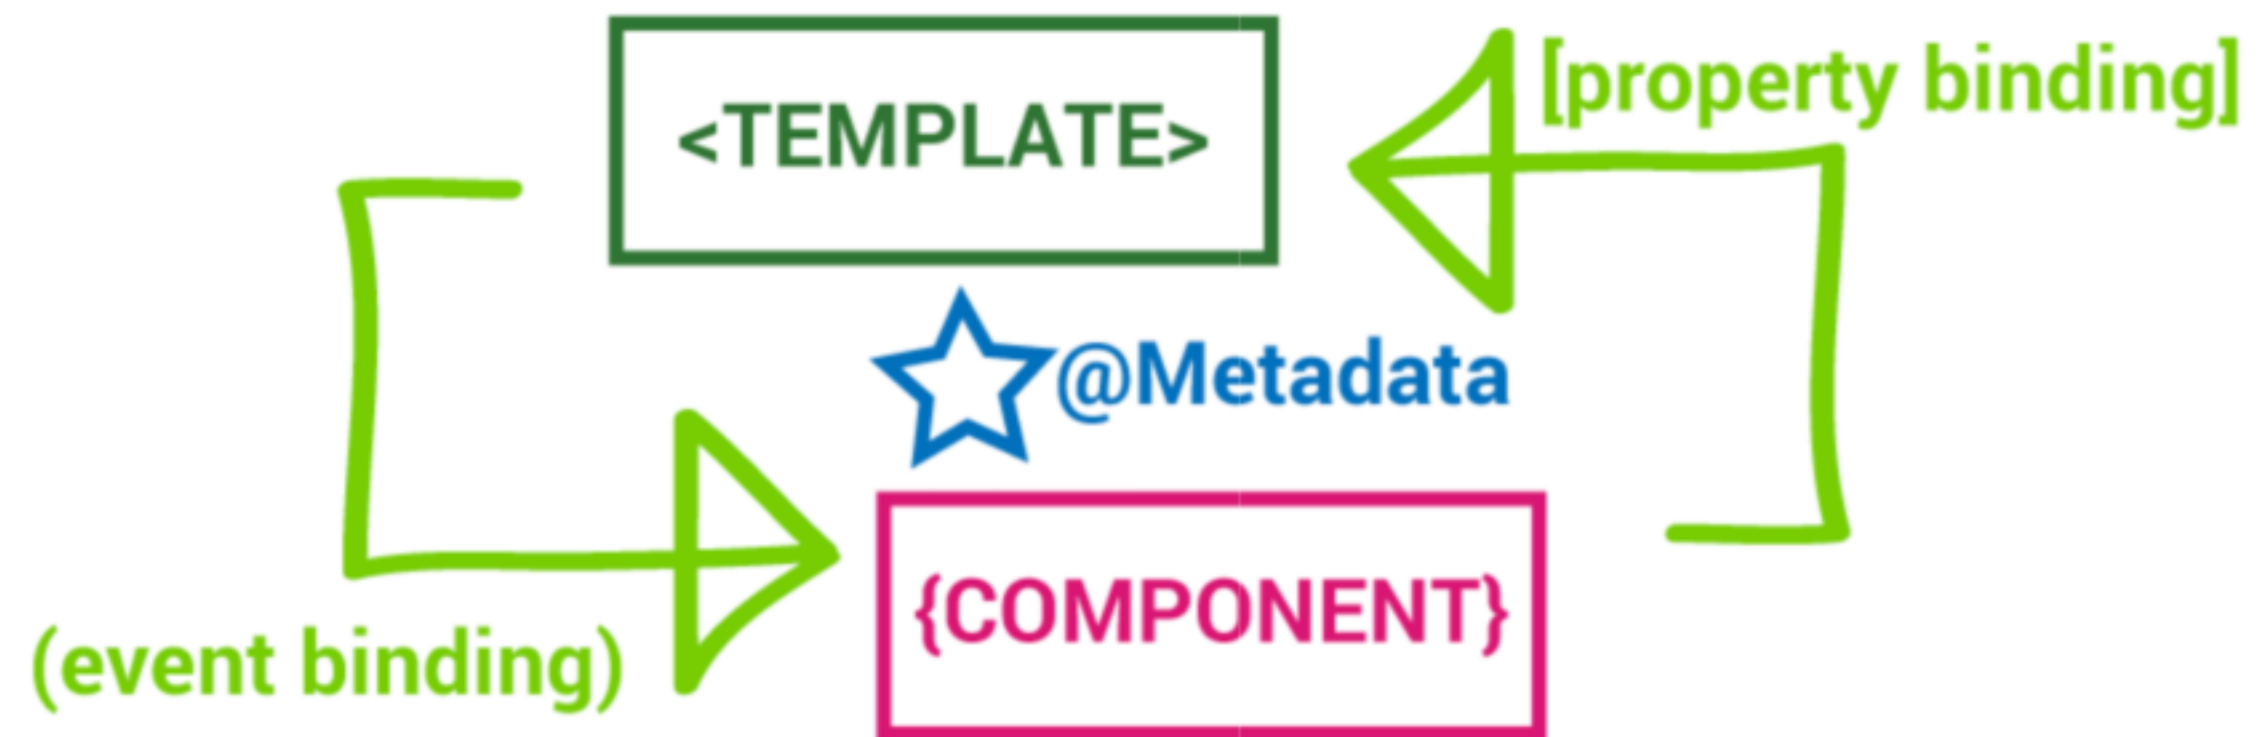 <TEMPLATE>
[property binding]
@Metadata
{COMPONENT}
(event binding)